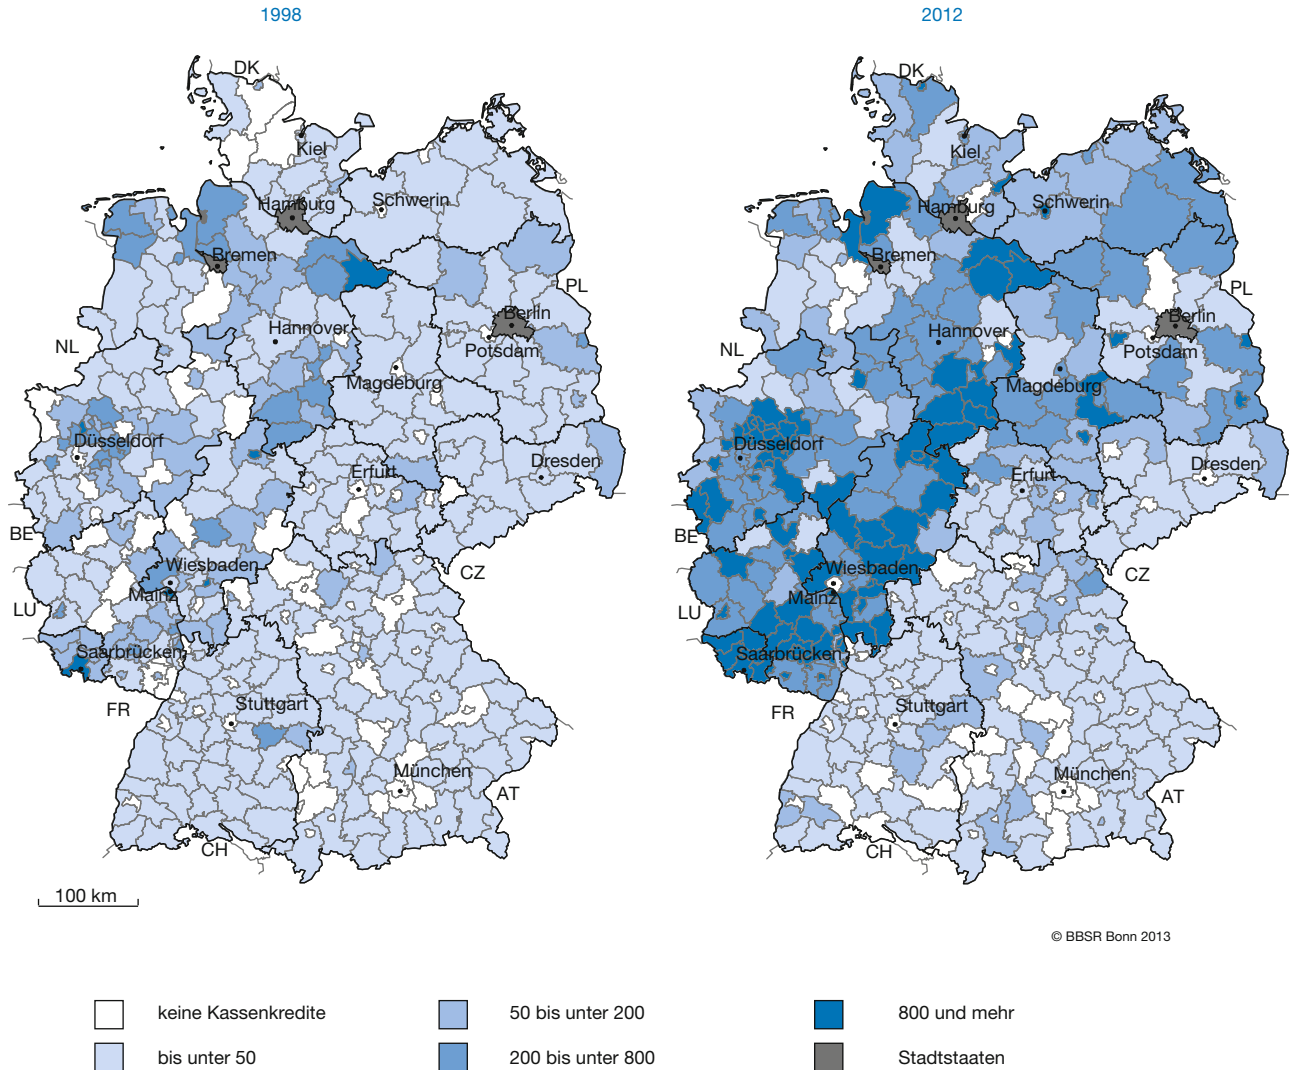 1998
2012
DK
Kiel
Hamburg
Schwerin
Bremen
PL
Berlin
Hannover
NL
Potsdam
Magdeburg
Düsseldorf
Erfurt
Dresden
BE
Wiesbaden
CZ
Mainz
LU
Saarbrücken
Stuttgart
FR
München
AT
CH
100 km
DK
Kiel
Hamburg
Schwerin
Bremen
PL
Berlin
Hannover
NL
Potsdam
Magdeburg
Düsseldorf
Erfurt
Dresden
BE
Wiesbaden
CZ
Mainz
LU
Saarbrücken
Stuttgart
FR
München
AT
CH
© BBSR Bonn 2013
keine Kassenkredite
bis unter 50
50 bis unter 200
200 bis unter 800
800 und mehr
Stadtstaaten